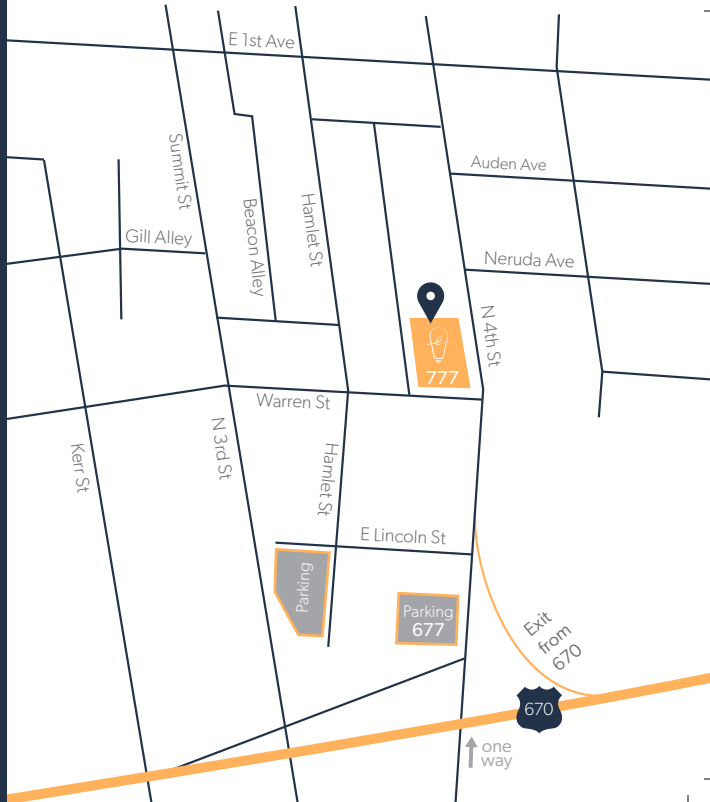 E 1st Ave
Summit St
Auden Ave
Beacon Alley
Hamlet St
Gill Alley
Neruda Ave
N 4th St
777
Warren St
N 3rd St
Kerr St
Hamlet St
E Lincoln St
Parking
Parking
677
Exit
from
670
670
one
way